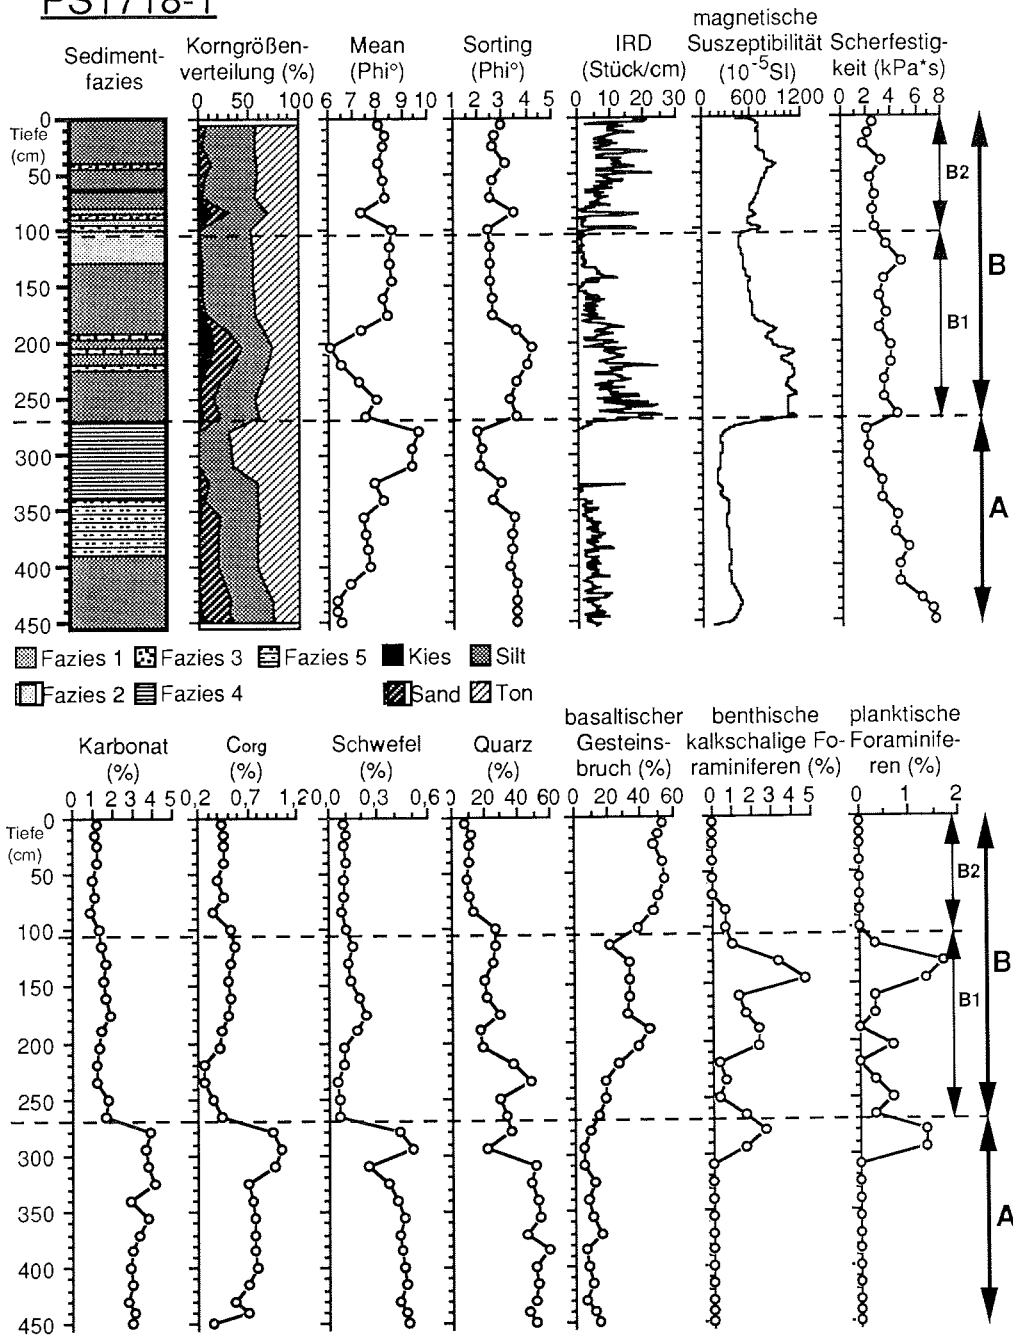 PS1718-1
Sediment-
fazies
Korngrößen-
verteilung (%)
Mean
(Phi°)
Sorting
(Phi°)
IRD
(Stück/cm)
magnetische
Suszeptibilität
(10⁻⁵SI)
Scherfestig-
keit (kPa*s)
0 50 100
6 7 8 9 10
1 2 3 4 5
0 10 20 30
0 600 1200
0 2 4 6 8
Tiefe
(cm)
0
50
100
150
200
250
300
350
400
450
B2
B1
B
A
Fazies 1 Fazies 3 Fazies 5 Kies Silt
Fazies 2 Fazies 4 Sand Ton
Karbonat
(%)
Corg
(%)
Schwefel
(%)
Quarz
(%)
basaltischer
Gesteins-
bruch (%)
benthische
kalkschalige Fo-
raminiferen (%)
planktische
Foraminife-
ren (%)
0 1 2 3 4 5
0,2 0,7 1,2
0,0 0,3 0,6
0 20 40 60
0 20 40 60
0 1 2 3 4 5
0 1 2
Tiefe
(cm)
0
50
100
150
200
250
300
350
400
450
B2
B1
B
A